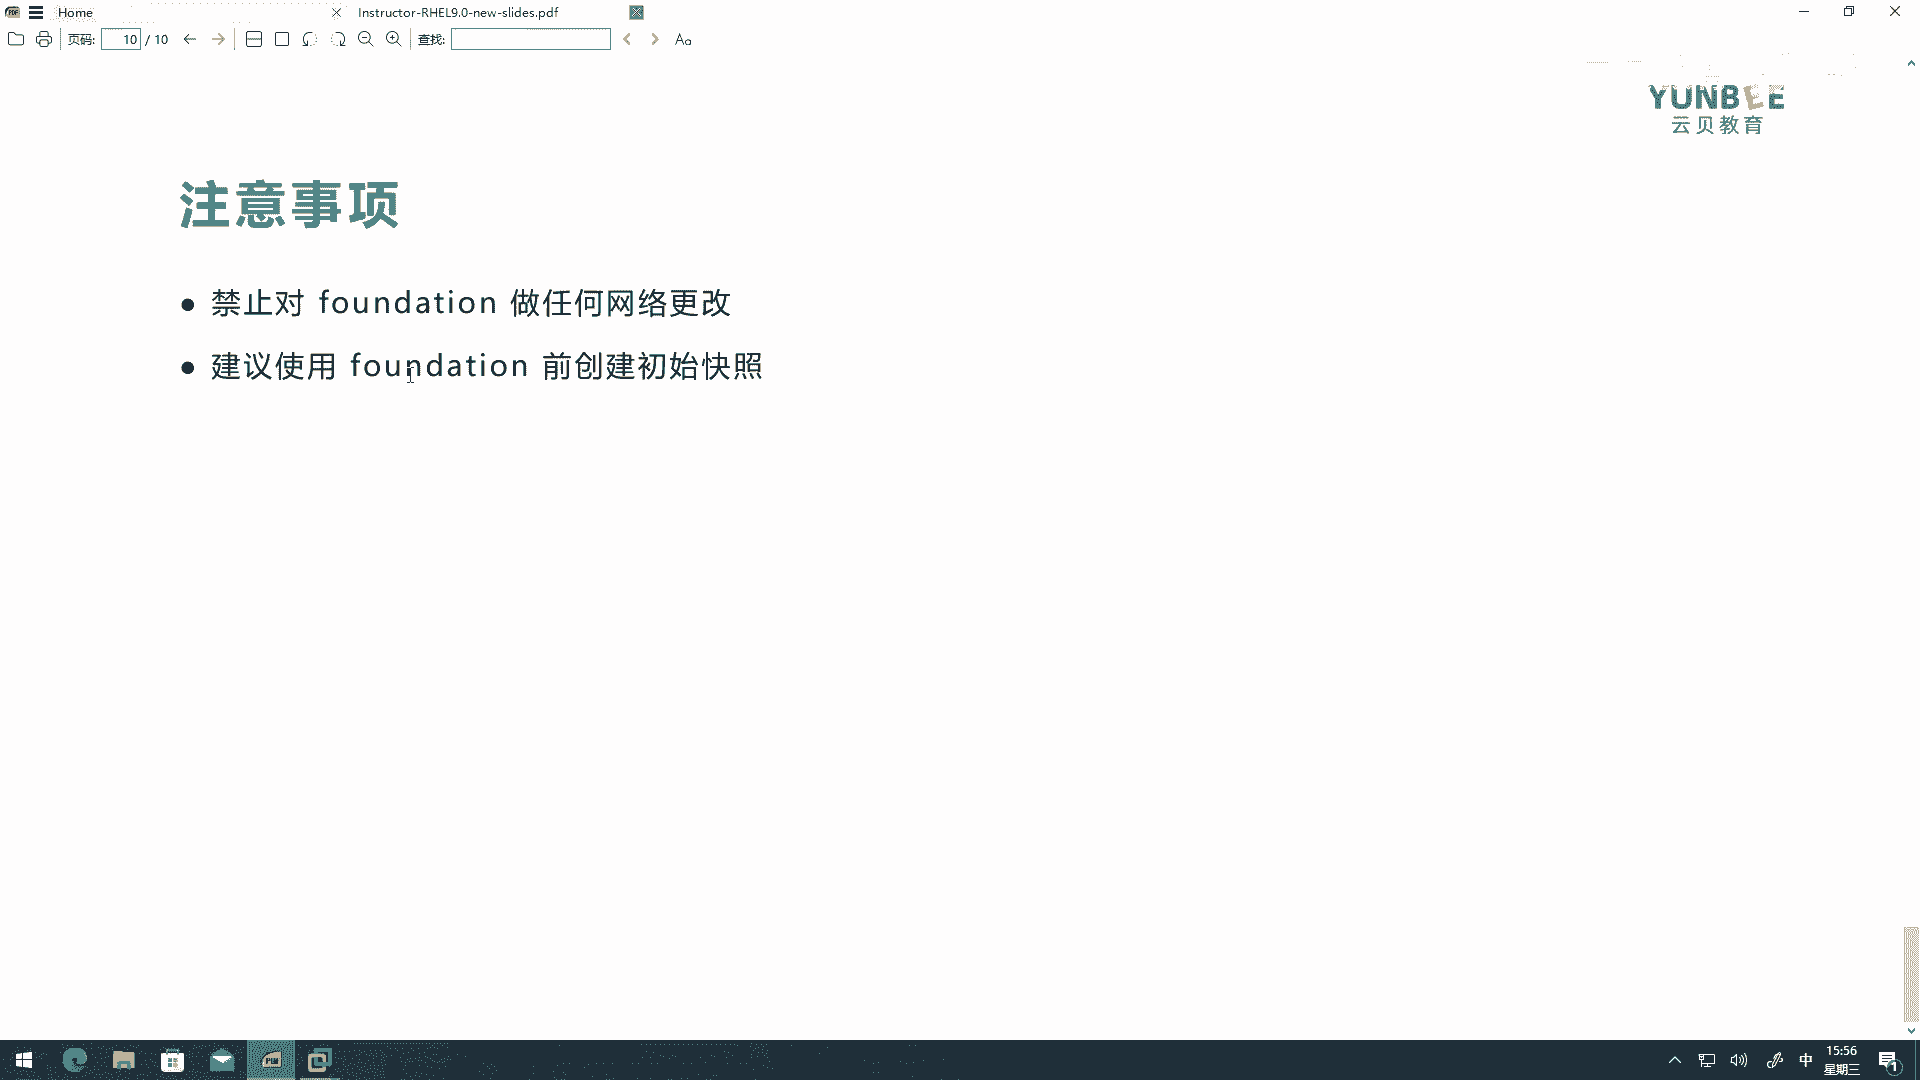 Home
Instructor-RHEL9.0-new-slides.pdf
页码: 10 / 10
查找:
Aa
YUNBEE
云贝教育
注意事项
● 禁止对 foundation 做任何网络更改
● 建议使用 foundation 前创建初始快照
中
15:56
星期三
1